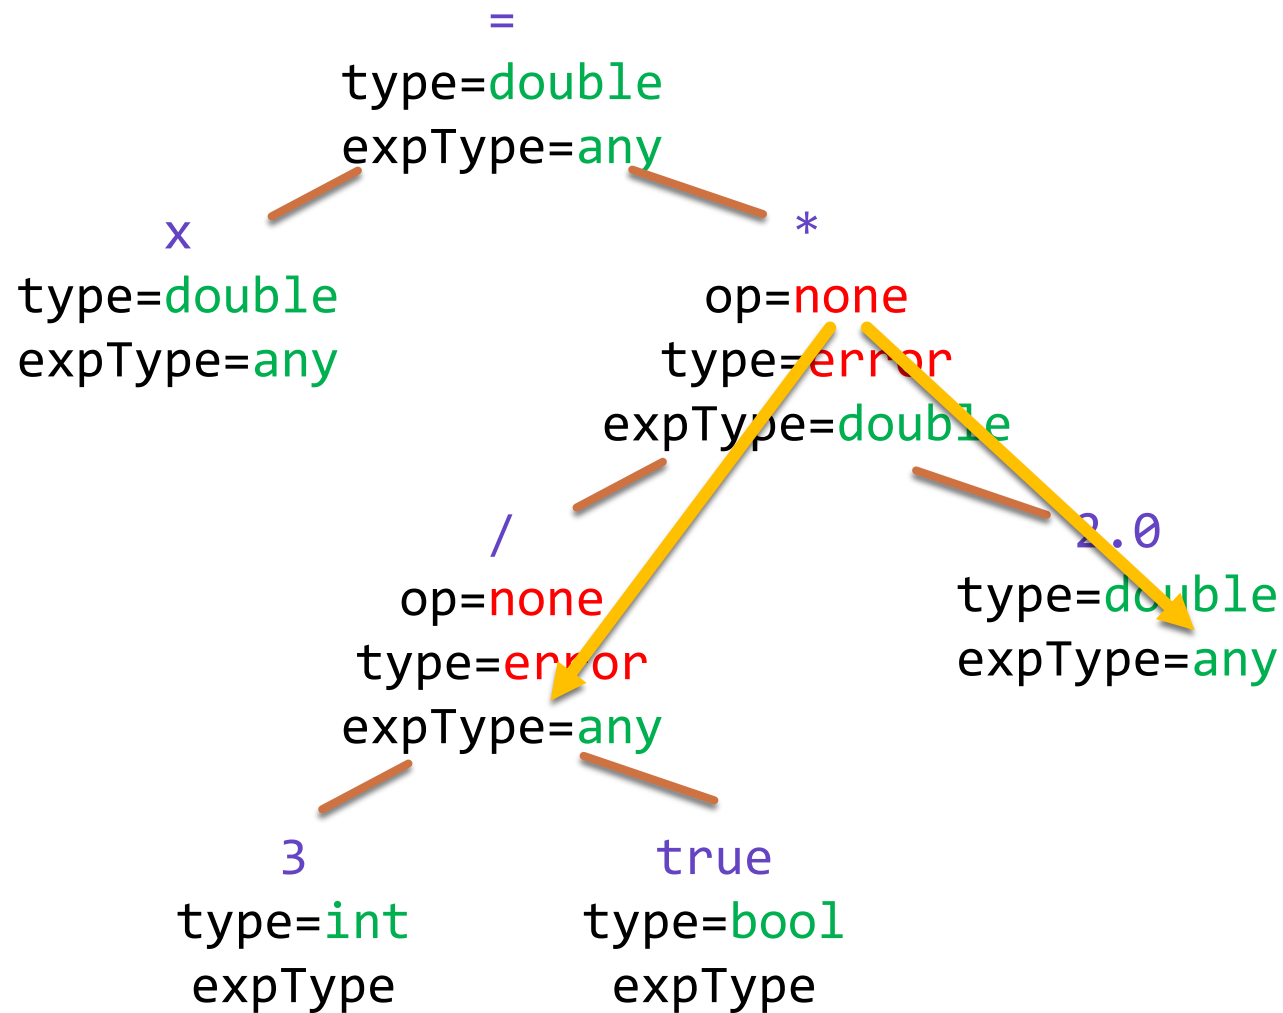 =
type=double
expType=any
x
type=double
expType=any
*
op=none
type=error
expType=double
/
op=none
type=error
expType=any
2.0
type=double
expType=any
3
type=int
expType
true
type=bool
expType